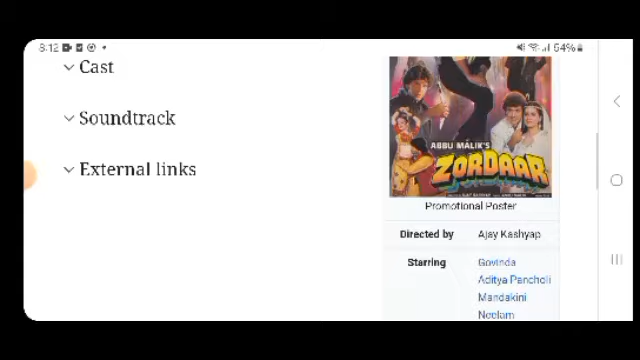 8:12
54%
Cast
Soundtrack
External links
ABBU MALIK'S
ZORDAAR
Promotional Poster
Directed by Ajay Kashyap
Starring Govinda
Aditya Pancholi
Mandakini
Neelam